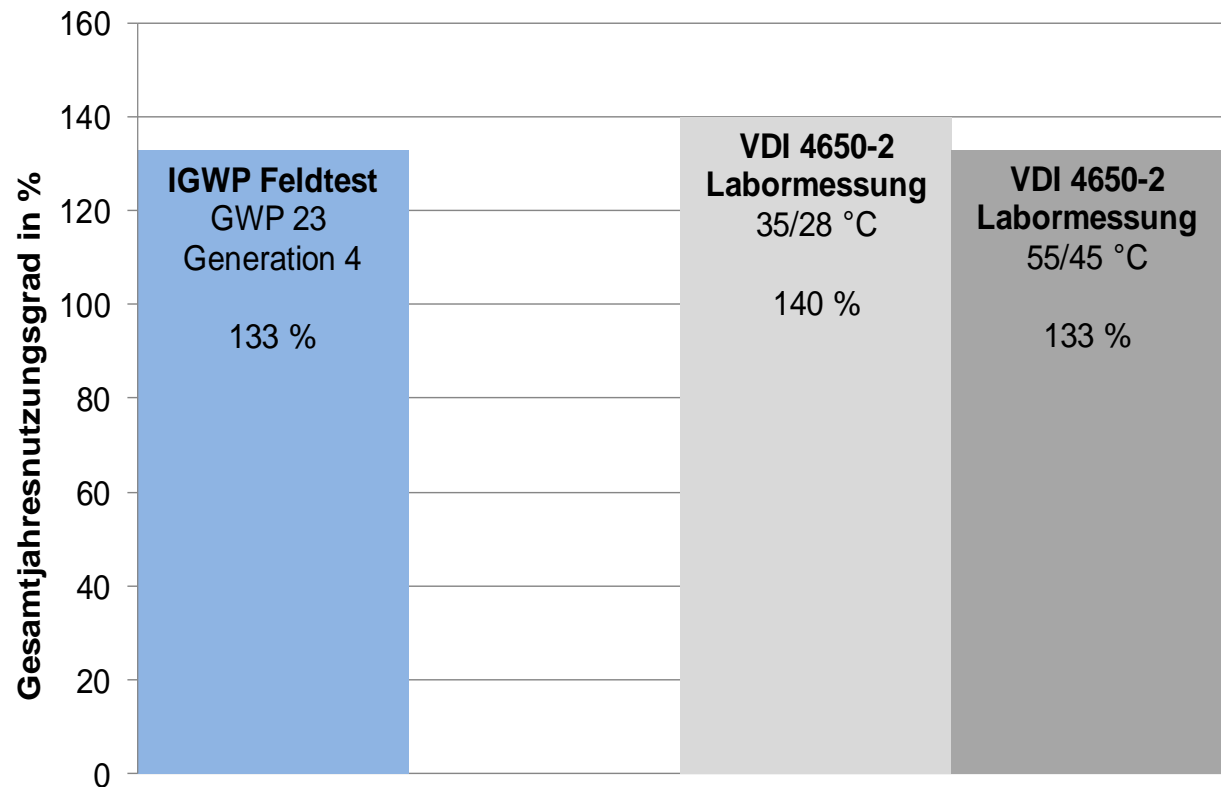 Gesamtjahresnutzungsgrad in %
160
140
120
100
80
60
40
20
0
IGWP Feldtest
GWP 23
Generation 4
133 %
VDI 4650-2
Labormessung
35/28 °C
140 %
VDI 4650-2
Labormessung
55/45 °C
133 %